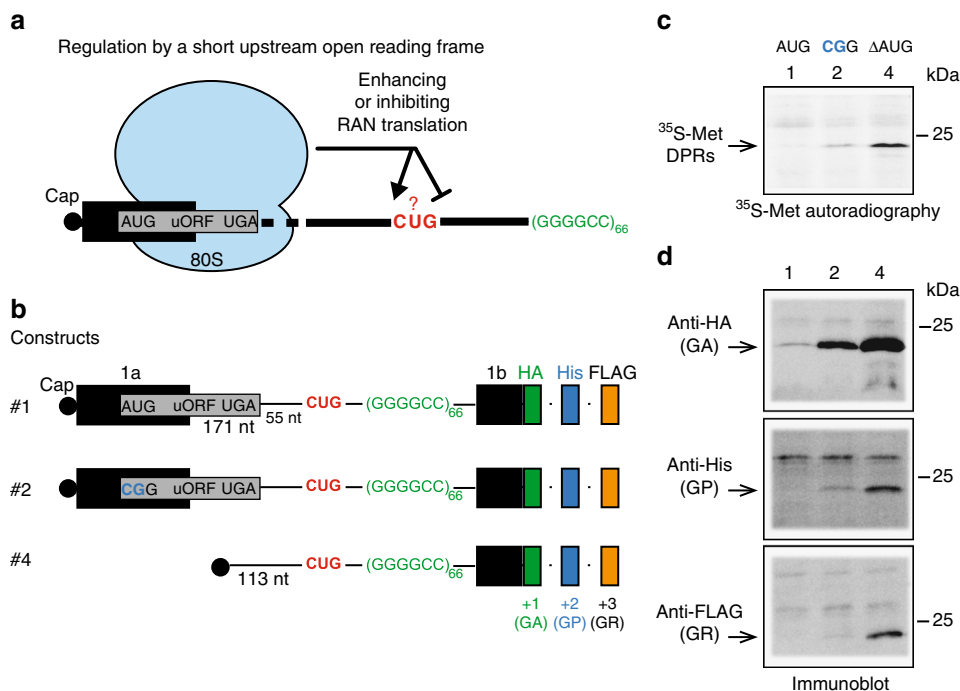 a
Regulation by a short upstream open reading frame
Enhancing
or inhibiting
RAN translation
Cap
AUG uORF UGA
80S
?
CUG
(GGGGCC)66
b
Constructs
1a
1b
HA
His
FLAG
Cap
#1
AUG uORF UGA
171 nt
55 nt
CUG
(GGGGCC)66
#2
CGG uORF UGA
CUG
(GGGGCC)66
#4
113 nt
CUG
(GGGGCC)66
+1 +2 +3
(GA) (GP) (GR)
c
AUG CGG ΔAUG
1 2 4 kDa
35S-Met
DPRs
25
35S-Met autoradiography
d
1 2 4
kDa
Anti-HA
(GA)
25
Anti-His
(GP)
25
Anti-FLAG
(GR)
25
Immunoblot